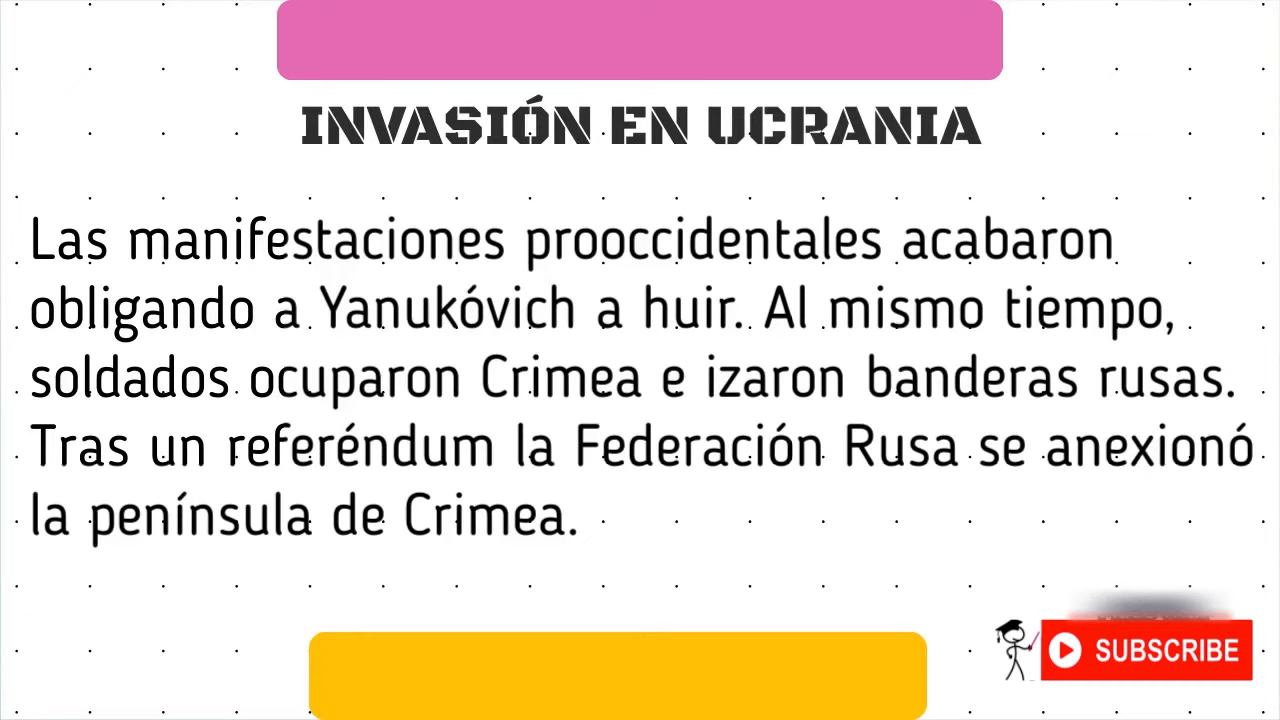 INVASIÓN EN UCRANIA
Las manifestaciones prooccidentales acabaron
obligando a Yanukóvich a huir. Al mismo tiempo,
soldados ocuparon Crimea e izaron banderas rusas.
Tras un referéndum la Federación Rusa se anexionó
la península de Crimea.
SUBSCRIBE